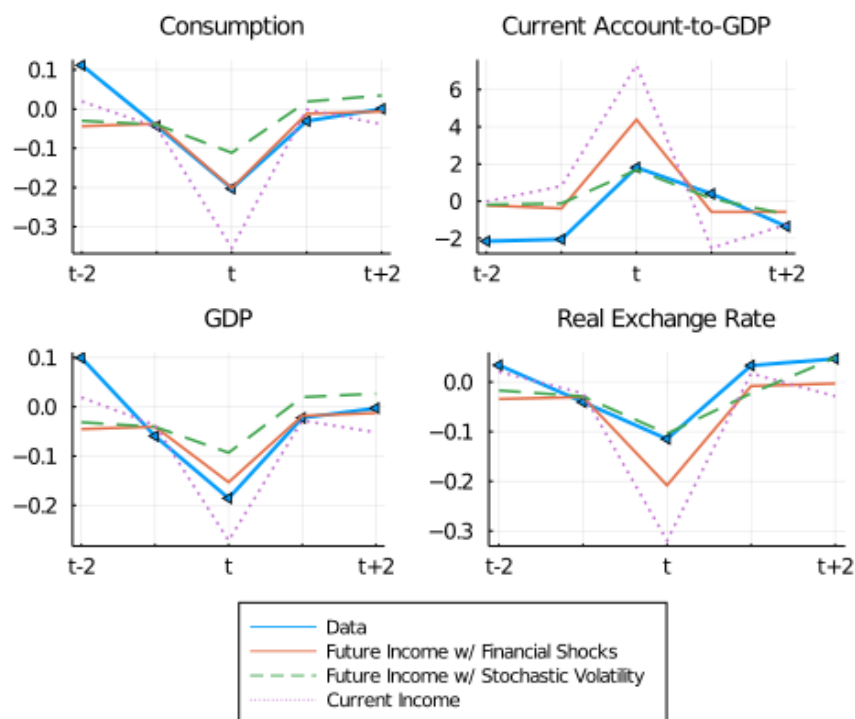 Consumption
0.1
0.0
−0.1
−0.2
−0.3
t-2
t
t+2
Current Account-to-GDP
6
4
2
0
−2
t-2
t
t+2
GDP
0.1
0.0
−0.1
−0.2
t-2
t
t+2
Real Exchange Rate
0.0
−0.1
−0.2
−0.3
t-2
t
t+2
Data
Future Income w/ Financial Shocks
Future Income w/ Stochastic Volatility
Current Income